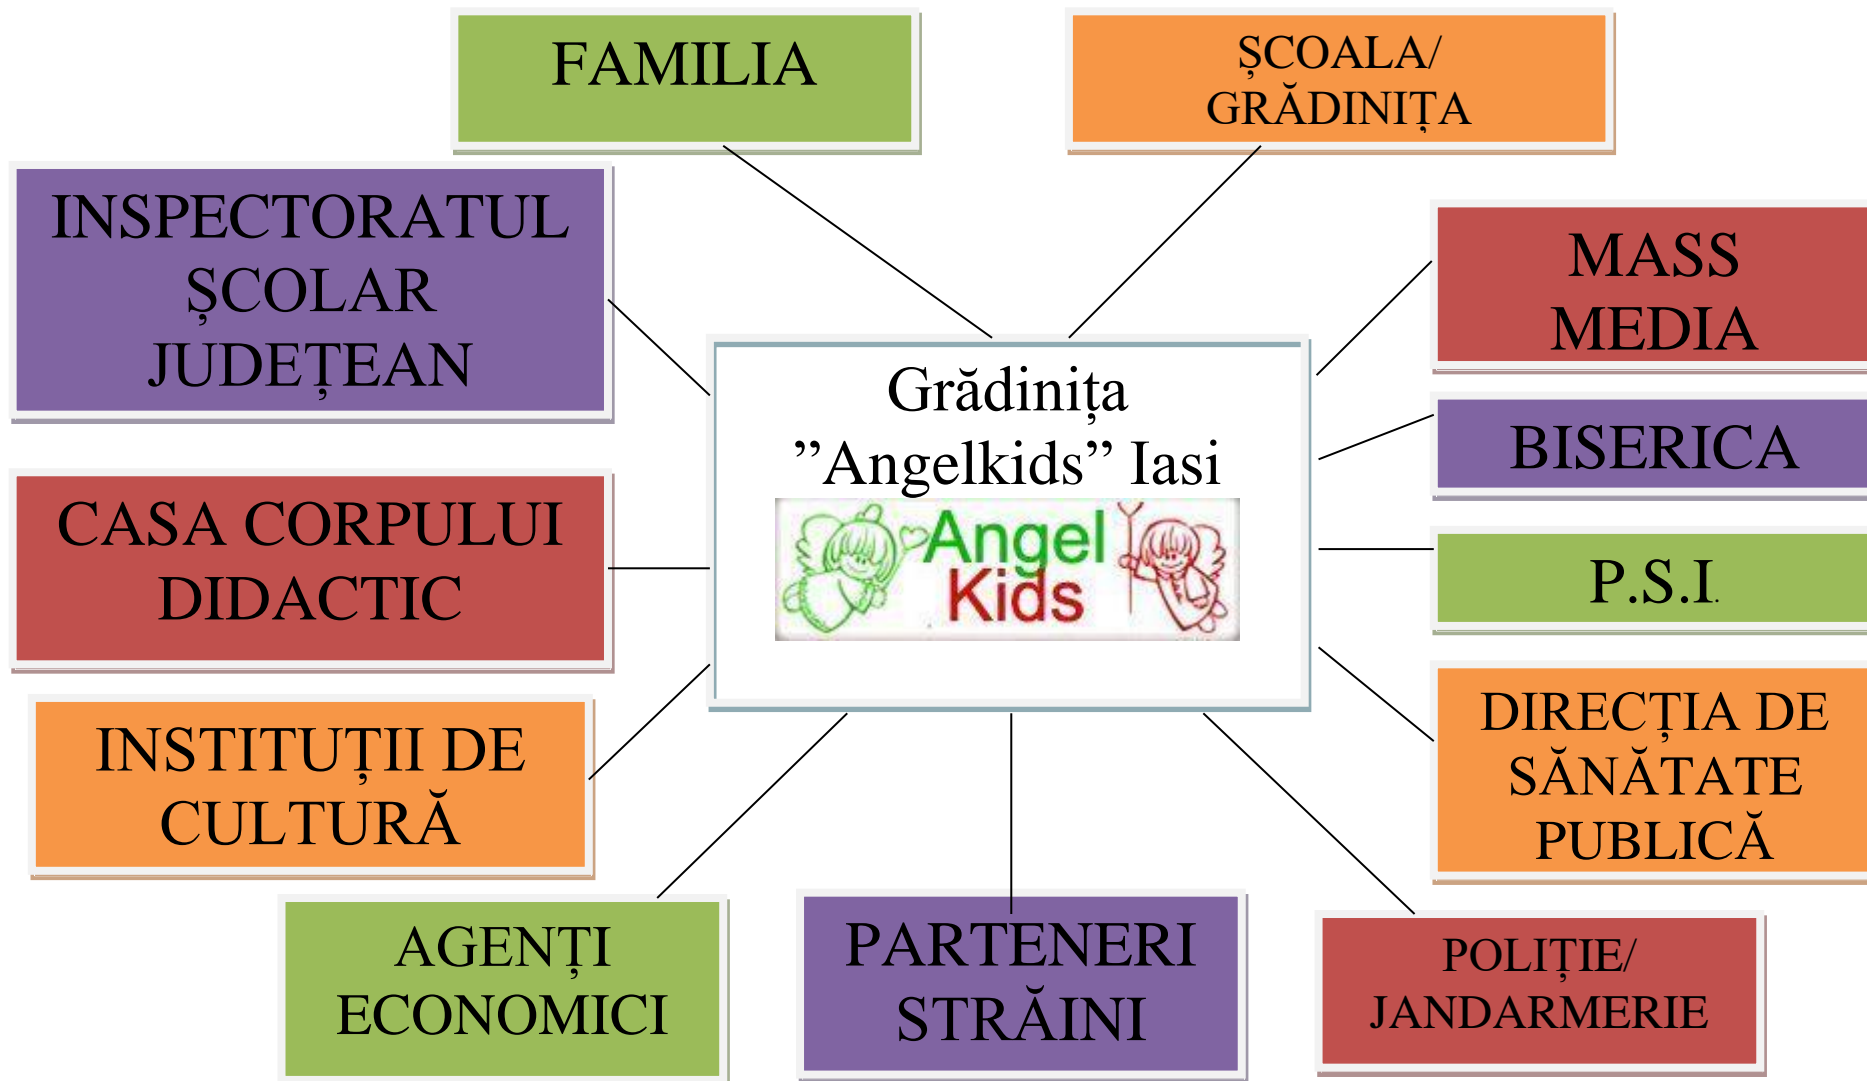 FAMILIA
ȘCOALA/
GRĂDINIȚA
INSPECTORATUL
ȘCOLAR
JUDEȚEAN
MASS
MEDIA
Grădinița
”Angelkids” Iasi
Angel
Kids
BISERICA
CASA CORPULUI
DIDACTIC
P.S.I.
INSTITUȚII DE
CULTURĂ
DIRECȚIA DE
SĂNĂTATE
PUBLICĂ
AGENȚI
ECONOMICI
PARTENERI
STRĂINI
POLIȚIE/
JANDARMERIE